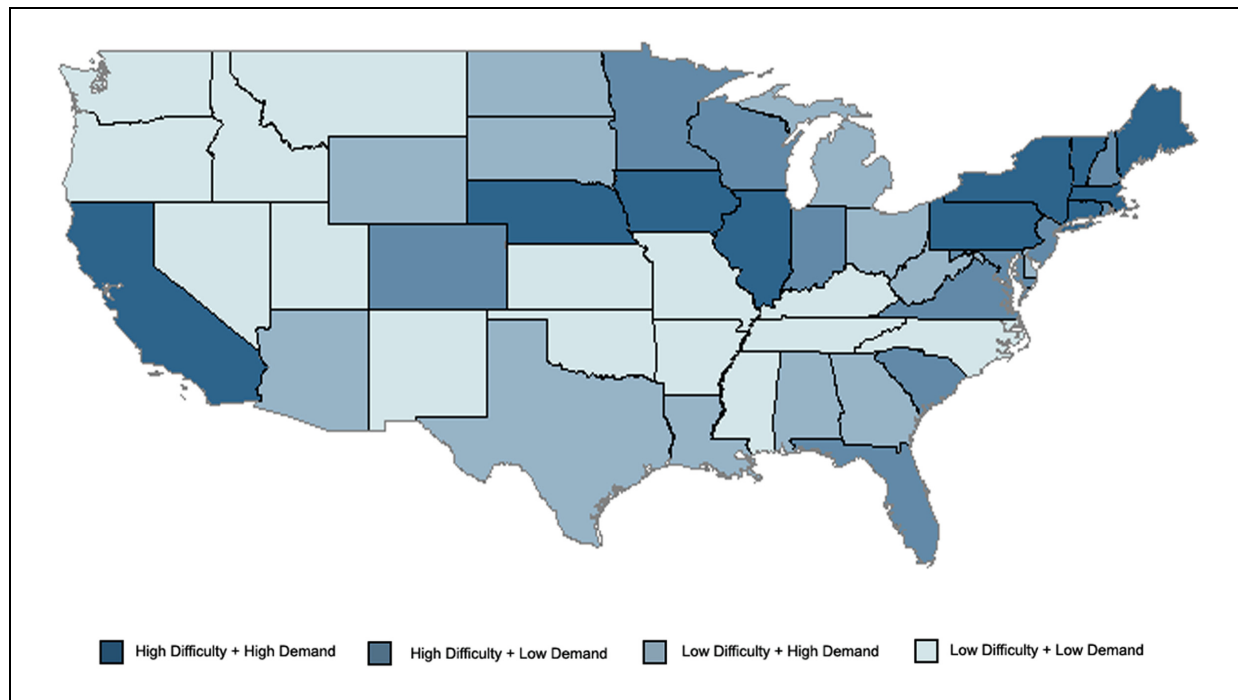 High Difficulty + High Demand
High Difficulty + Low Demand
Low Difficulty + High Demand
Low Difficulty + Low Demand